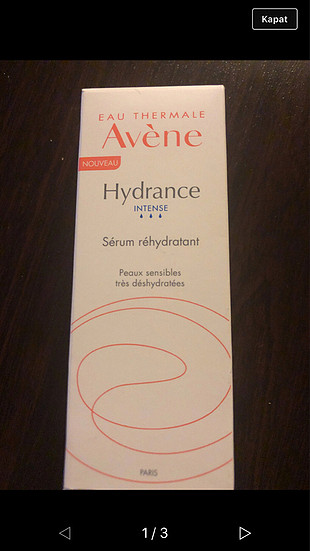 Kapat
EAU THERMALE
Avène
NOUVEAU
Hydrance
INTENSE
Sérum réhydratant
Peaux sensibles
très déshydratées
PARIS
1/3